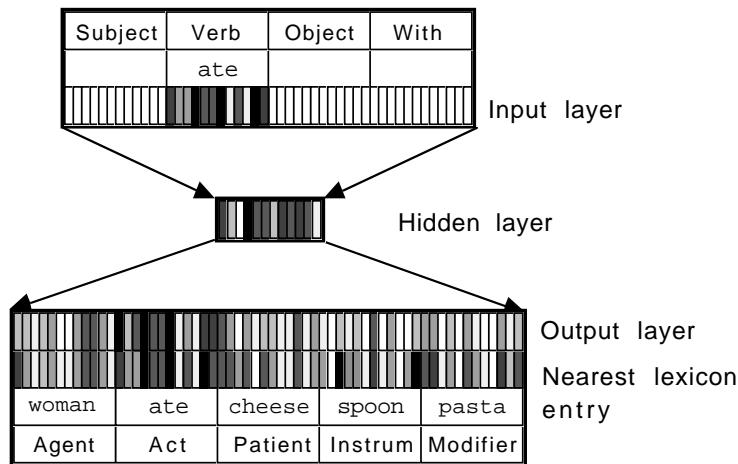 Subject Verb Object With
ate
Input layer
Hidden layer
Output layer
Nearest lexicon
entry
woman ate cheese spoon pasta
Agent Act Patient Instrum Modifier